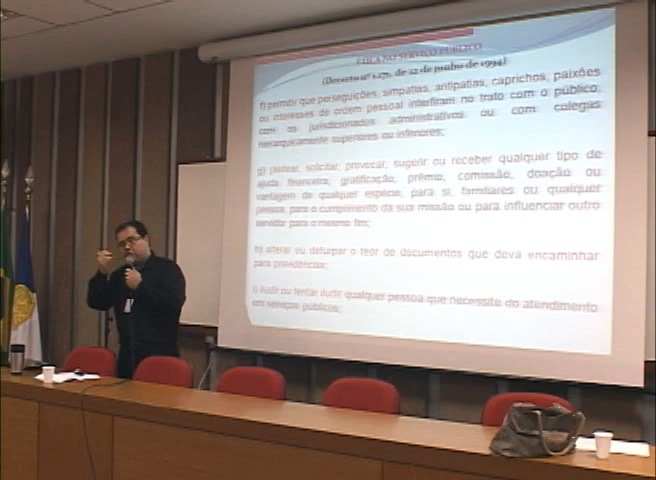 ÉTICA NO SERVIÇO PÚBLICO
(Decreto nº 1.171, de 22 de junho de 1994)
f) permitir que perseguições, simpatias, antipatias, caprichos, paixões
ou interesses de ordem pessoal interfiram no trato com o público,
com os jurisdicionados administrativos ou com colegas
hierarquicamente superiores ou inferiores;
g) pleitear, solicitar, provocar, sugerir ou receber qualquer tipo de
ajuda financeira, gratificação, prêmio, comissão, doação ou
vantagem de qualquer espécie, para si, familiares ou qualquer
pessoa, para o cumprimento da sua missão ou para influenciar outro
servidor para o mesmo fim;
h) alterar ou deturpar o teor de documentos que deva encaminhar
para providências;
i) iludir ou tentar iludir qualquer pessoa que necessite do atendimento
em serviços públicos;